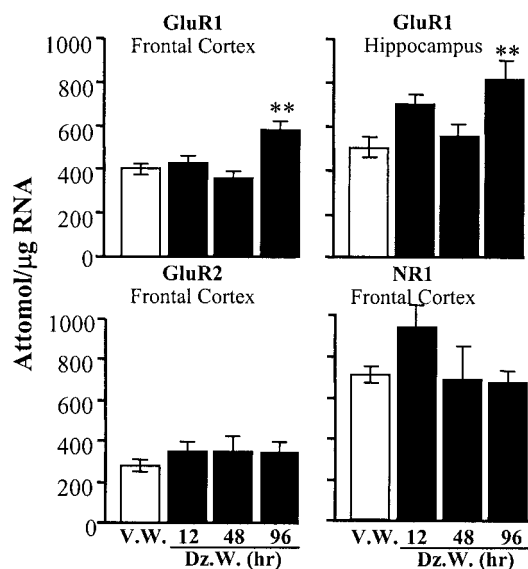 GluR1
Frontal Cortex
GluR1
Hippocampus
1000
800
600
400
200
0
**
**
Attomol/µg RNA
GluR2
Frontal Cortex
NR1
Frontal Cortex
1000
800
600
400
200
0
V.W. 12 48 96
Dz.W. (hr)
V.W. 12 48 96
Dz.W. (hr)